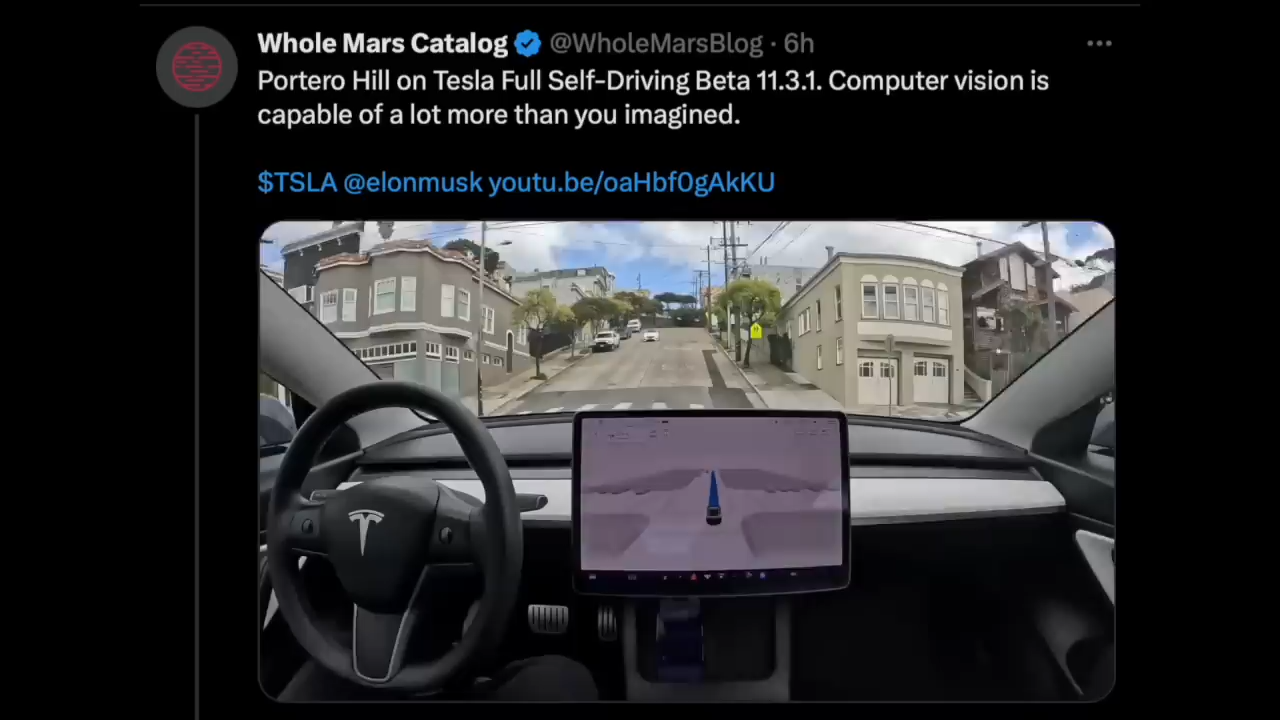 Whole Mars Catalog @WholeMarsBlog · 6h
Portero Hill on Tesla Full Self-Driving Beta 11.3.1. Computer vision is
capable of a lot more than you imagined.
$TSLA @elonmusk youtu.be/oaHbf0gAkKU